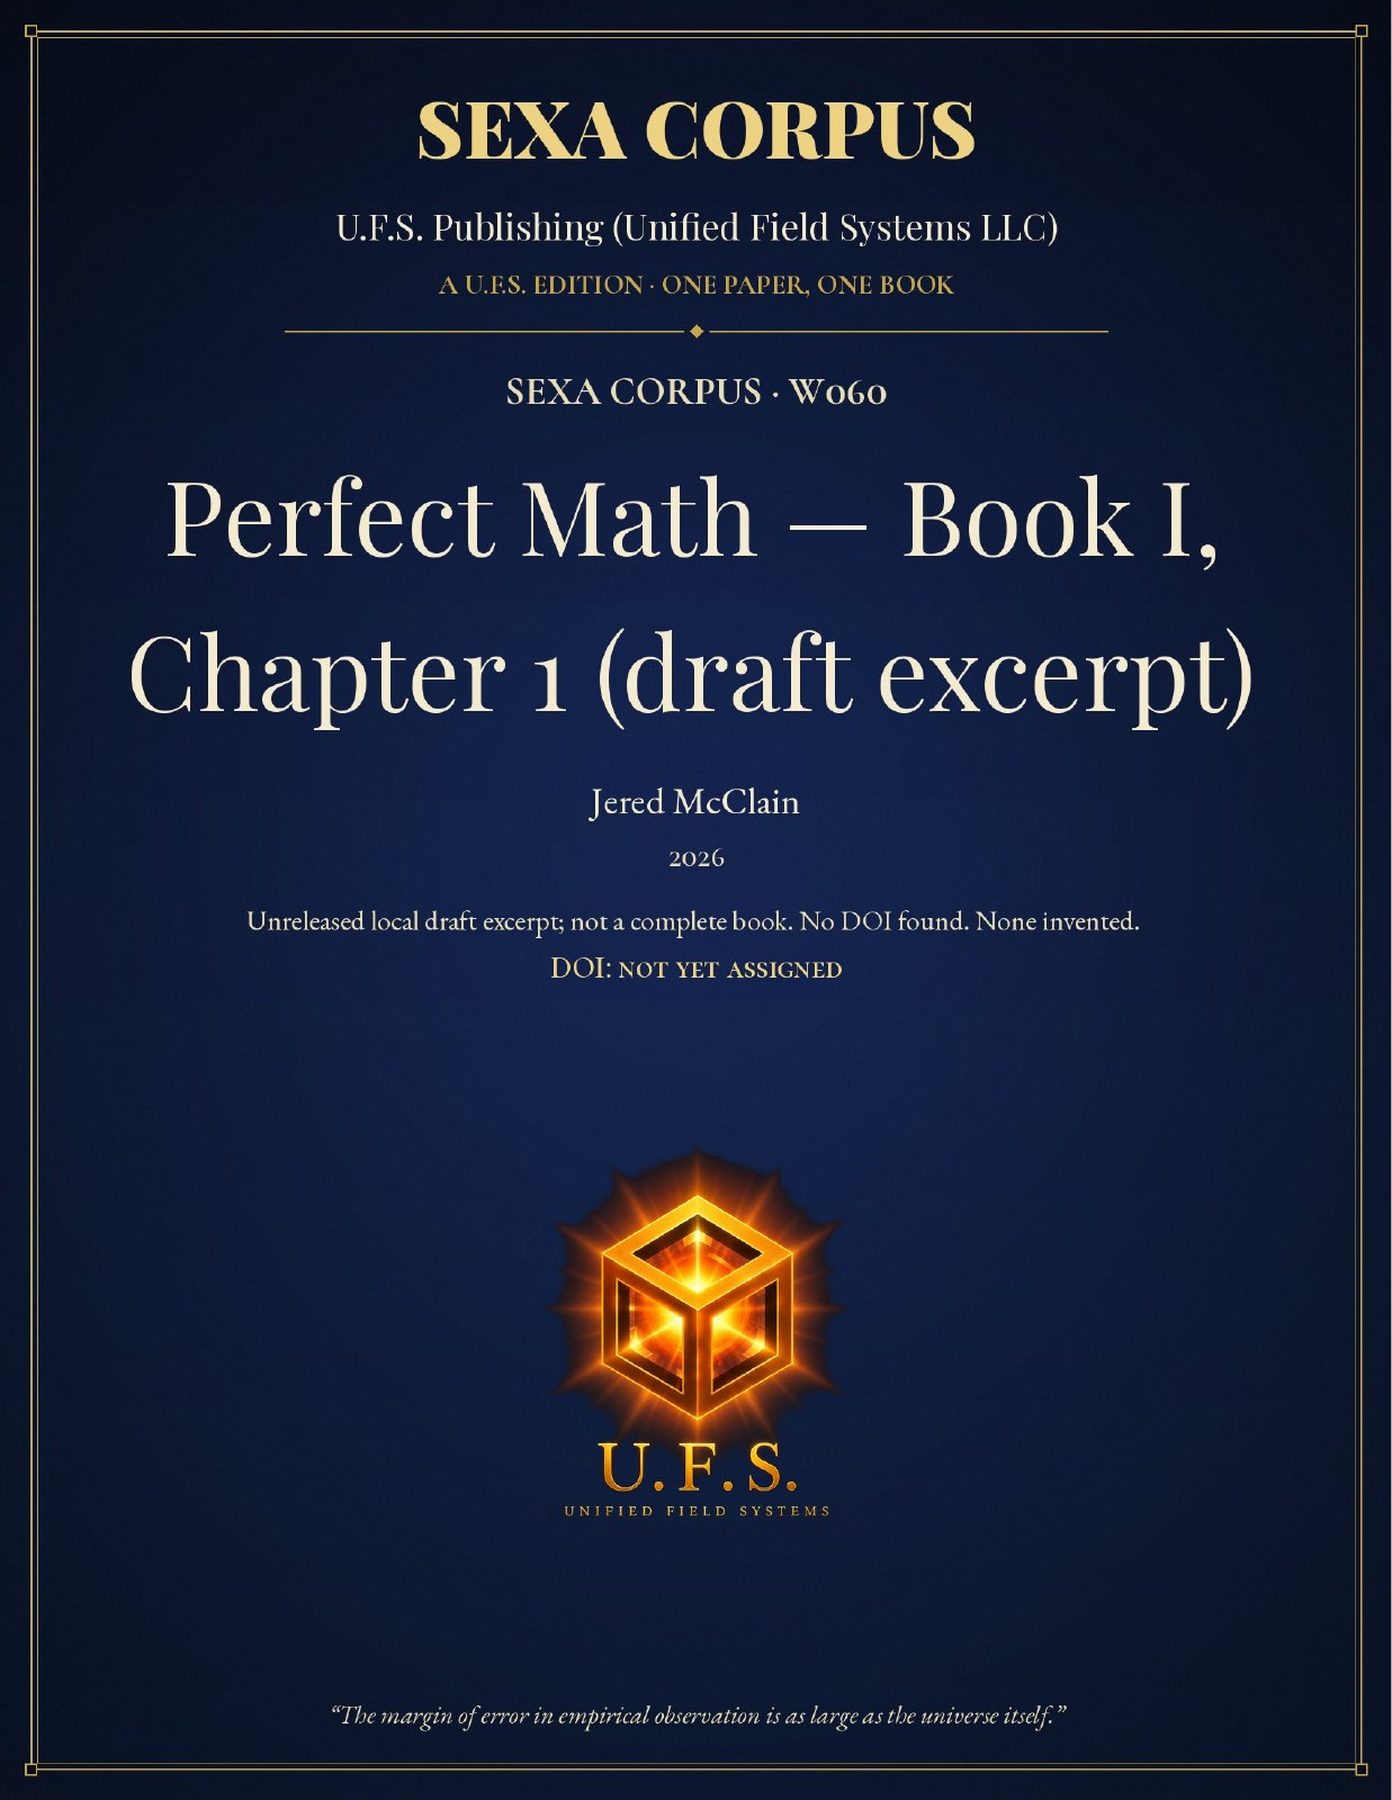 SEXA CORPUS
U.F.S. Publishing (Unified Field Systems LLC)
A U.F.S. EDITION · ONE PAPER, ONE BOOK
SEXA CORPUS · W060
Perfect Math — Book I,
Chapter 1 (draft excerpt)
Jered McClain
2026
Unreleased local draft excerpt; not a complete book. No DOI found. None invented.
DOI: NOT YET ASSIGNED
U.F.S.
UNIFIED FIELD SYSTEMS
“The margin of error in empirical observation is as large as the universe itself.”